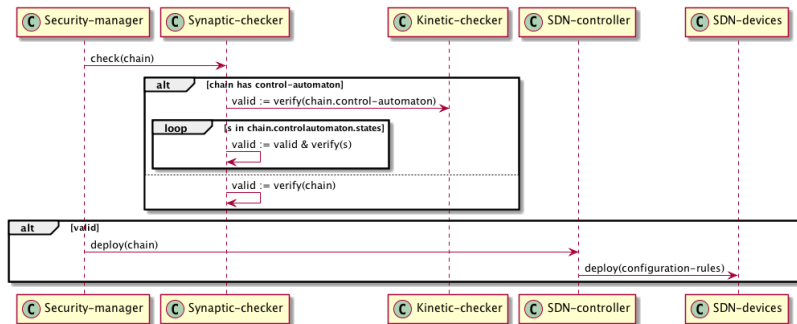 C Security-manager
C Synaptic-checker
C Kinetic-checker
C SDN-controller
C SDN-devices
check(chain)
alt [chain has control-automaton]
valid := verify(chain.control-automaton)
loop [s in chain.controlautomaton.states]
valid := valid & verify(s)
valid := verify(chain)
alt [valid]
deploy(chain)
deploy(configuration-rules)
C Security-manager
C Synaptic-checker
C Kinetic-checker
C SDN-controller
C SDN-devices